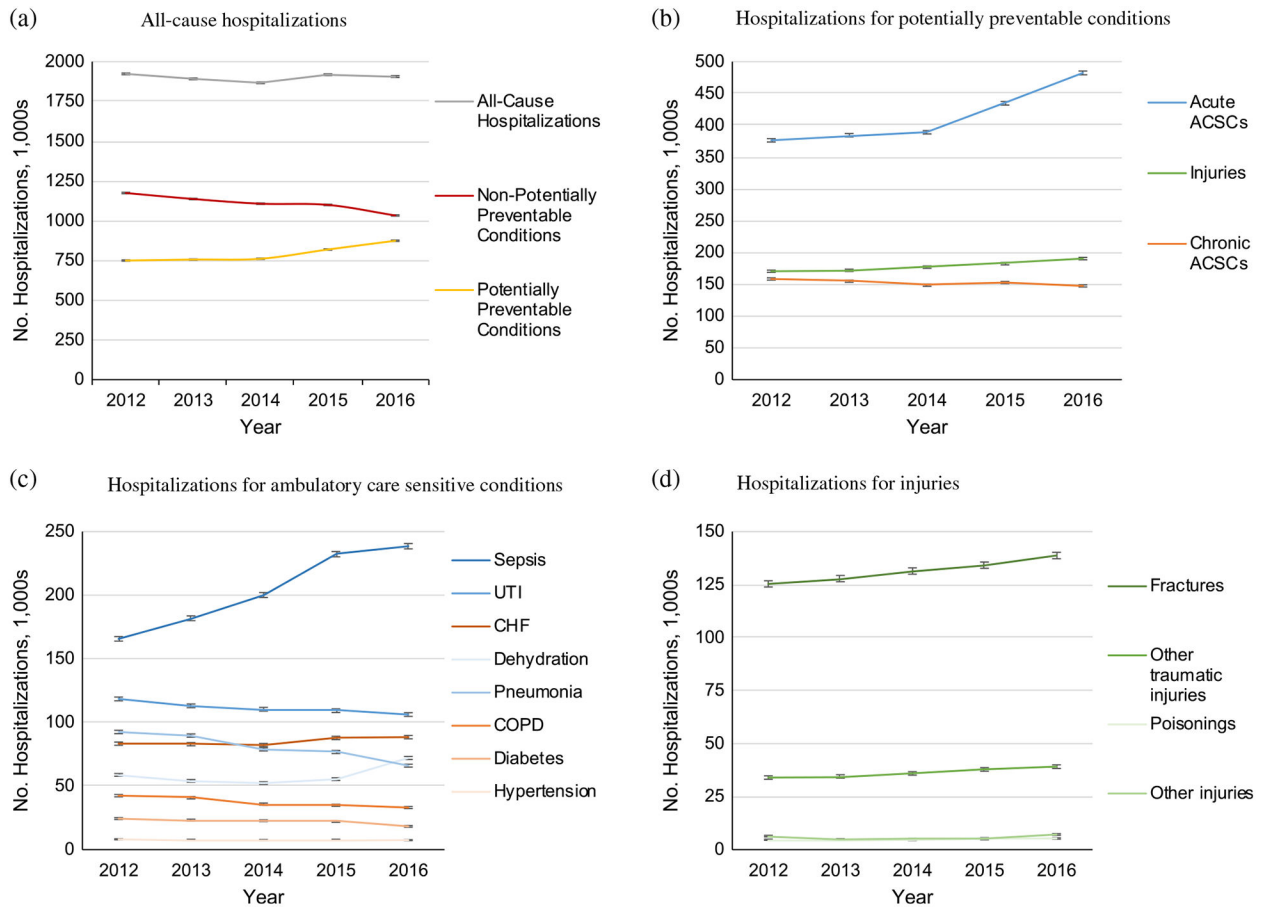 (a)
All-cause hospitalizations
2000
1750
1500
1250
1000
750
500
250
0
No. Hospitalizations, 1,000s
2012 2013 2014 2015 2016
Year
All-Cause
Hospitalizations
Non-Potentially
Preventable
Conditions
Potentially
Preventable
Conditions
(b)
Hospitalizations for potentially preventable conditions
500
450
400
350
300
250
200
150
100
50
0
No. Hospitalizations, 1,000s
2012 2013 2014 2015 2016
Year
Acute
ACSCs
Injuries
Chronic
ACSCs
(c)
Hospitalizations for ambulatory care sensitive conditions
250
200
150
100
50
0
No. Hospitalizations, 1,000s
2012 2013 2014 2015 2016
Year
Sepsis
UTI
CHF
Dehydration
Pneumonia
COPD
Diabetes
Hypertension
(d)
Hospitalizations for injuries
150
125
100
75
50
25
0
No. Hospitalizations, 1,000s
2012 2013 2014 2015 2016
Year
Fractures
Other
traumatic
injuries
Poisonings
Other injuries